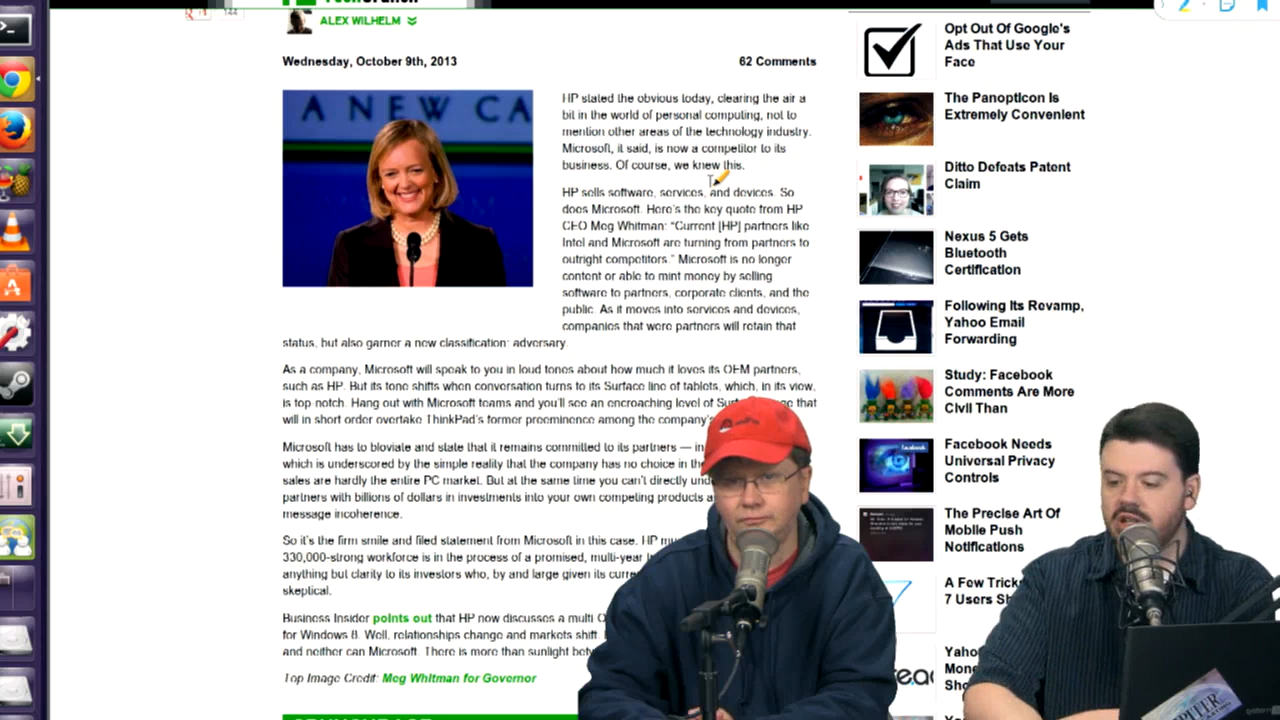 144
ALEX WILHELM
Wednesday, October 9th, 2013
62 Comments
A NEW CA
HP stated the obvious today, clearing the air a
bit in the world of personal computing, not to
mention other areas of the technology industry.
Microsoft, it said, is now a competitor to its
business. Of course, we knew this.
HP sells software, services, and devices. So
does Microsoft. Here's the key quote from HP
CEO Meg Whitman: "Current [HP] partners like
Intel and Microsoft are turning from partners to
outright competitors." Microsoft is no longer
content or able to mint money by selling
software to partners, corporate clients, and the
public. As it moves into services and devices,
companies that were partners will retain that
status, but also garner a new classification: adversary.
As a company, Microsoft will speak to you in loud tones about how much it loves its OEM partners,
such as HP. But its tone shifts when conversation turns to its Surface line of tablets, which, in its view,
is top-notch. Hang out with Microsoft teams and you'll see an encroaching level of that
will in short order overtake ThinkPad's former preeminence among the company's
Microsoft has to bloviate and state that it remains committed to its partners — in
which is underscored by the simple reality that the company has no choice in the
sales are hardly the entire PC market. But at the same time you can't directly
partners with billions of dollars in investments into your own competing products
message incoherence.
So it's the firm smile and filed statement from Microsoft in this case. HP
330,000-strong workforce is in the process of a promised, multi-year
anything but clarity to its investors who, by and large given its
skeptical.
Business Insider points out that HP now discusses a multi
for Windows 8. Well, relationships change and markets shift.
and neither can Microsoft. There is more than sunlight
Top Image Credit: Meg Whitman for Governor
Opt Out Of Google's
Ads That Use Your
Face
The Panopticon Is
Extremely Convenient
Ditto Defeats Patent
Claim
Nexus 5 Gets
Bluetooth
Certification
Following Its Revamp,
Yahoo Email
Forwarding
Study: Facebook
Comments Are More
Civil Than
Facebook Needs
Universal Privacy
Controls
The Precise Art Of
Mobile Push
Notifications
A Few
7 Users